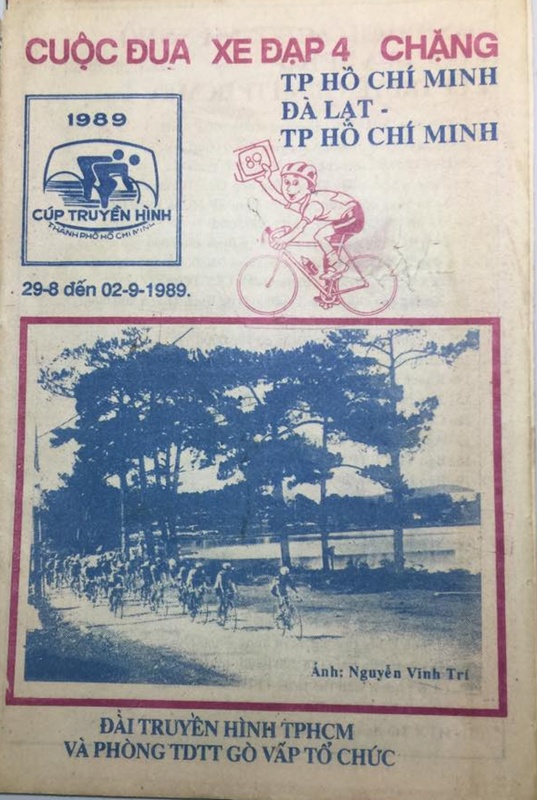 CUỘC ĐUA XE ĐẠP 4 CHẶNG
TP HỒ CHÍ MINH
ĐÀ LẠT -
TP HỒ CHÍ MINH
1989
CÚP TRUYỀN HÌNH
THÀNH PHỐ HỒ CHÍ MINH
89
29-8 đến 02-9-1989.
Ảnh: Nguyễn Vĩnh Trí
ĐÀI TRUYỀN HÌNH TPHCM
VÀ PHÒNG TDTT GÒ VẤP TỔ CHỨC